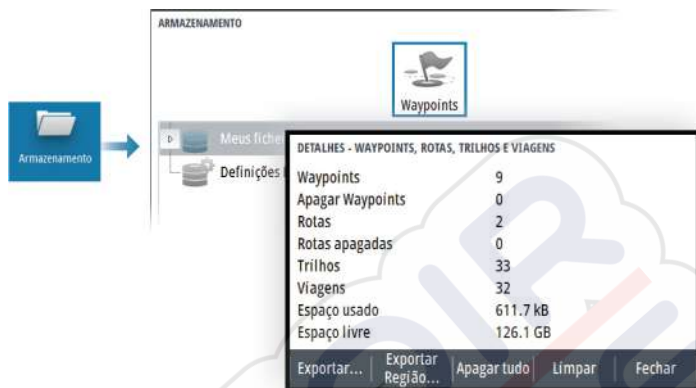 ARMAZENAMENTO
Waypoints
Armazenamento
Meus fiche
Definições
DETALHES - WAYPOINTS, ROTAS, TRILHOS E VIAGENS
Waypoints 9
Apagar Waypoints 0
Rotas 2
Rotas apagadas 0
Trilhos 33
Viagens 32
Espaço usado 611.7 kB
Espaço livre 126.1 GB
Exportar... Exportar Região... Apagar tudo Limpar Fechar